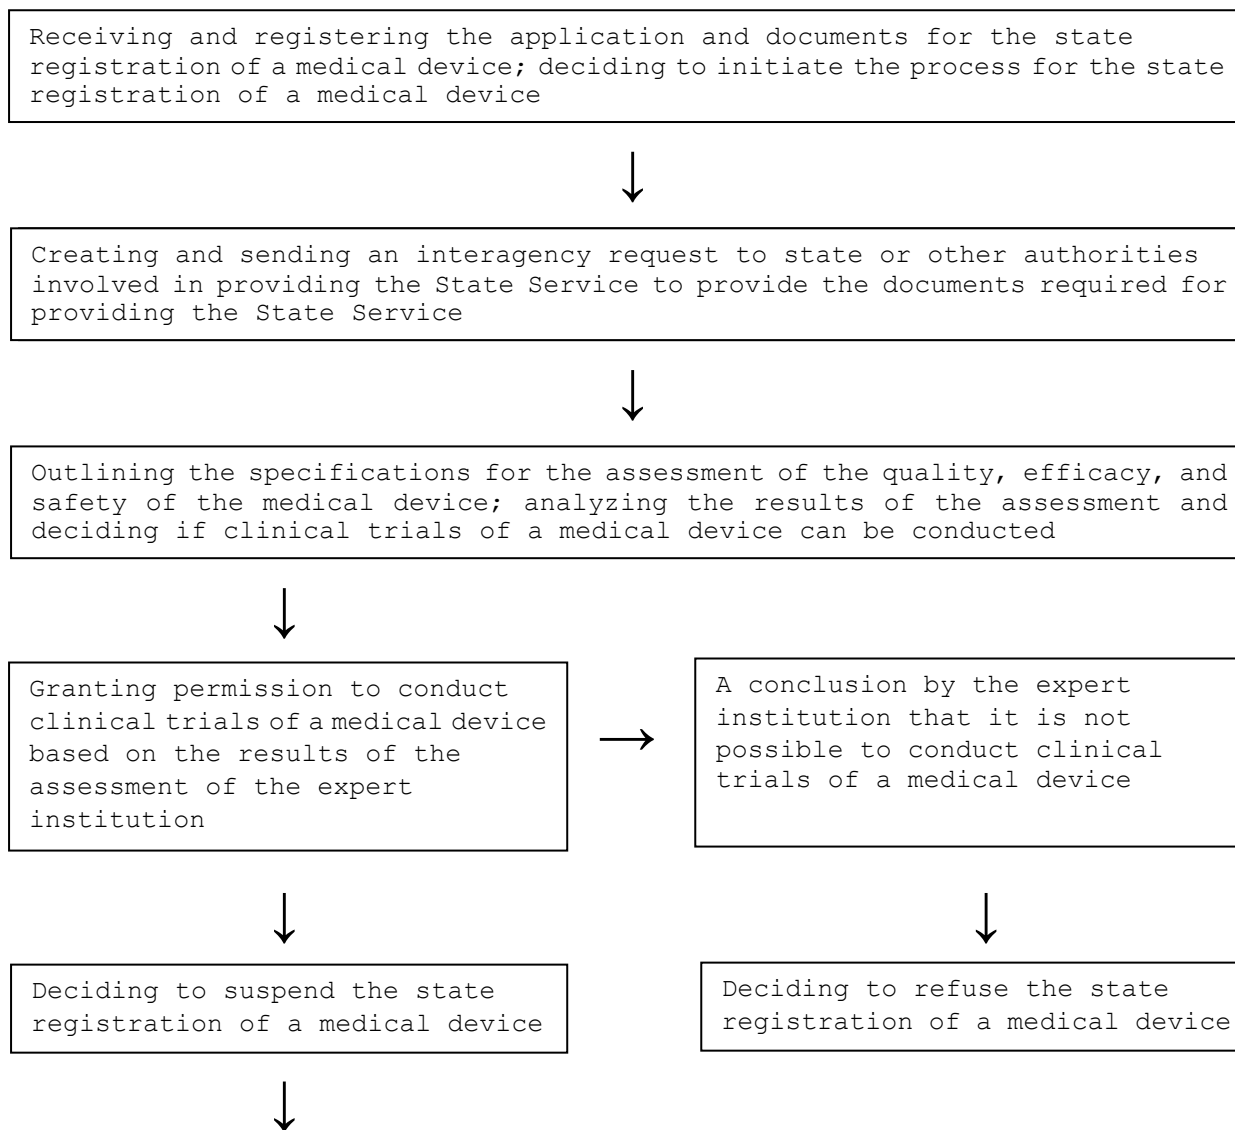 Receiving and registering the application and documents for the state
registration of a medical device; deciding to initiate the process for the state
registration of a medical device
Creating and sending an interagency request to state or other authorities
involved in providing the State Service to provide the documents required for
providing the State Service
Outlining the specifications for the assessment of the quality, efficacy, and
safety of the medical device; analyzing the results of the assessment and
deciding if clinical trials of a medical device can be conducted
Granting permission to conduct
clinical trials of a medical device
based on the results of the
assessment of the expert
institution
A conclusion by the expert
institution that it is not
possible to conduct clinical
trials of a medical device
Deciding to suspend the state
registration of a medical device
Deciding to refuse the state
registration of a medical device